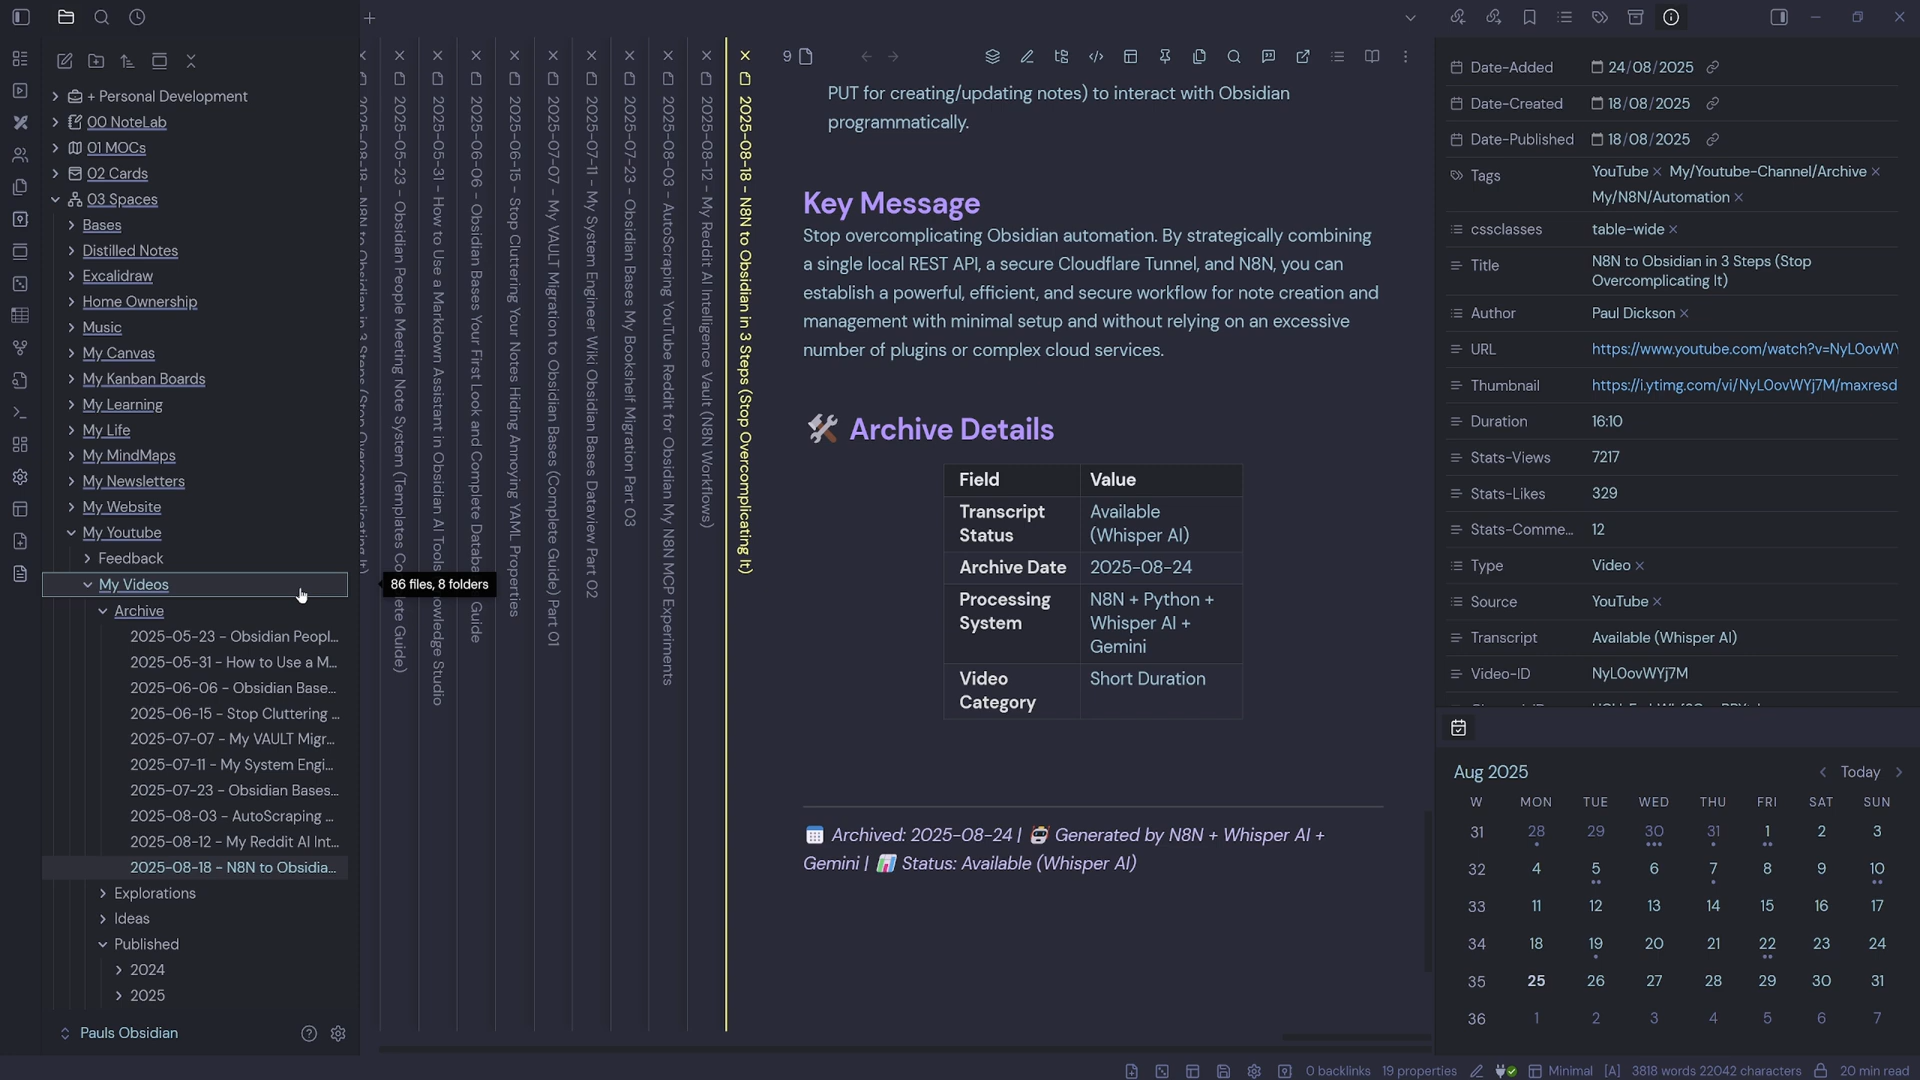 + Personal Development
00 NoteLab
01 MOCs
02 Cards
03 Spaces
Bases
Distilled Notes
Excalidraw
Home Ownership
Music
My Canvas
My Kanban Boards
My Learning
My Life
My MindMaps
My Newsletters
My Website
My Youtube
Feedback
My Videos
Archive
2025-05-23 - Obsidian Peopl...
2025-05-31 - How to Use a M...
2025-06-06 - Obsidian Base...
2025-06-15 - Stop Cluttering ...
2025-07-07 - My VAULT Migr...
2025-07-11 - My System Engi...
2025-07-23 - Obsidian Bases...
2025-08-03 - AutoScraping ...
2025-08-12 - My Reddit AI Int...
2025-08-18 - N8N to Obsidia...
Explorations
Ideas
Published
2024
2025
Pauls Obsidian
86 files, 8 folders
2025-08-18 - N8N to Obsidian in 3 Steps (Stop Overcomplicating It)
2025-05-23 - Obsidian People Meeting Note System (Templates Co
ete Guide)
2025-05-31 - How to Use a Markdown Assistant in Obsidian AI Tools
owledge Studio
2025-06-06 - Obsidian Bases Your First Look and Complete Datab
Guide
2025-06-15 - Stop Cluttering Your Notes Hiding Annoying YAML Properties
2025-07-07 - My VAULT Migration to Obsidian Bases (Complete Guide) Part 01
2025-07-11 - My System Engineer Wiki Obsidian Bases Dataview Part 02
2025-07-23 - Obsidian Bases My Bookshelf Migration Part 03
2025-08-03 - AutoScraping YouTube Reddit for Obsidian My N8N MCP Experiments
2025-08-12 - My Reddit AI Intelligence Vault (N8N Workflows)
2025-08-18 - N8N to Obsidian in 3 Steps (Stop Overcomplicating It)
9
PUT for creating/updating notes) to interact with Obsidian
programmatically.
Key Message
Stop overcomplicating Obsidian automation. By strategically combining
a single local REST API, a secure Cloudflare Tunnel, and N8N, you can
establish a powerful, efficient, and secure workflow for note creation and
management with minimal setup and without relying on an excessive
number of plugins or complex cloud services.
🛠️ Archive Details
Field Value
Transcript Status Available (Whisper AI)
Archive Date 2025-08-24
Processing System N8N + Python + Whisper AI + Gemini
Video Category Short Duration
Archived: 2025-08-24 | 🤖 Generated by N8N + Whisper AI +
Gemini | 📊 Status: Available (Whisper AI)
Date-Added 24/08/2025
Date-Created 18/08/2025
Date-Published 18/08/2025
Tags YouTube × My/Youtube-Channel/Archive ×
My/N8N/Automation ×
cssclasses table-wide ×
Title N8N to Obsidian in 3 Steps (Stop
Overcomplicating It)
Author Paul Dickson ×
URL https://www.youtube.com/watch?v=NyL0ovWY
Thumbnail https://i.ytimg.com/vi/NyL0ovWYj7M/maxresd
Duration 16:10
Stats-Views 7217
Stats-Likes 329
Stats-Comme... 12
Type Video ×
Source YouTube ×
Transcript Available (Whisper AI)
Video-ID NyL0ovWYj7M
Aug 2025 Today
W MON TUE WED THU FRI SAT SUN
31 28 29 30 31 1 2 3
32 4 5 6 7 8 9 10
33 11 12 13 14 15 16 17
34 18 19 20 21 22 23 24
35 25 26 27 28 29 30 31
36 1 2 3 4 5 6 7
0 backlinks 19 properties Minimal [A] 3818 words 22042 characters 20 min read